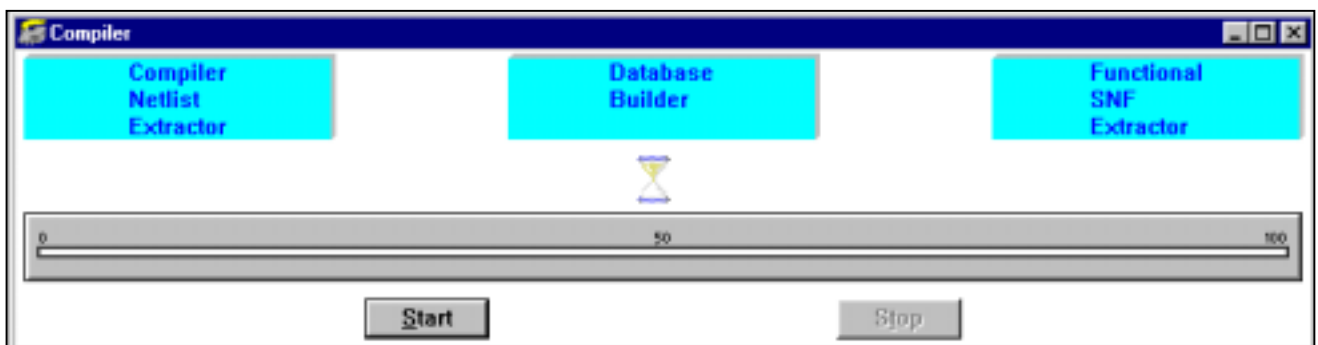 Compiler
Compiler
Netlist
Extractor
Database
Builder
Functional
SNF
Extractor
0 50 100
Start Stop